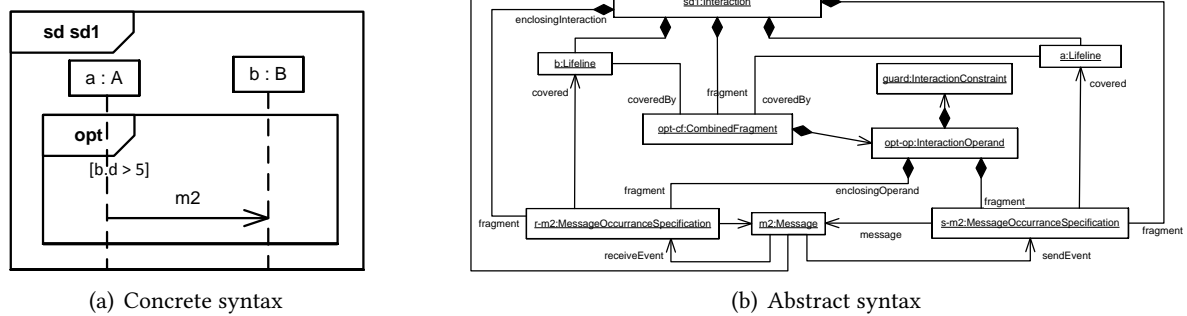 sd sd1
a : A
b : B
opt
[b.d > 5]
m2
(a) Concrete syntax
sd1:Interaction
enclosingInteraction
b:Lifeline
a:Lifeline
guard:InteractionConstraint
covered
coveredBy
fragment
coveredBy
covered
opt-cf:CombinedFragment
opt-op:InteractionOperand
fragment
enclosingOperand
fragment
fragment
r-m2:MessageOccurranceSpecification
m2:Message
message
s-m2:MessageOccurranceSpecification
fragment
receiveEvent
sendEvent
(b) Abstract syntax